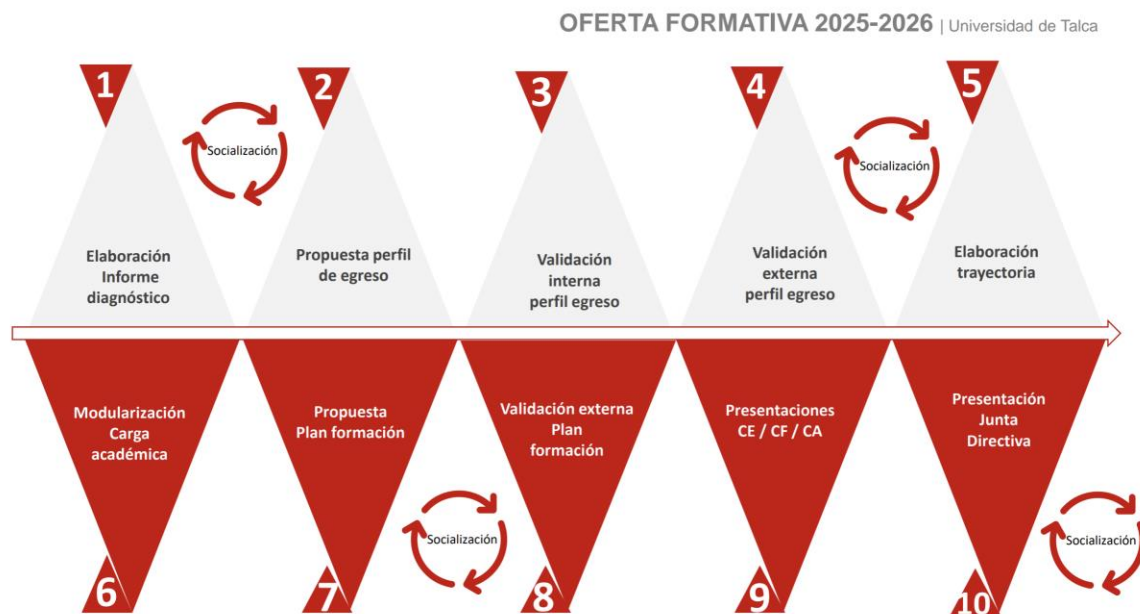 OFERTA FORMATIVA 2025-2026 | Universidad de Talca
1
Elaboración
Informe
diagnóstico
Socialización
2
Propuesta perfil
de egreso
3
Validación
interna
perfil egreso
4
Validación
externa
perfil egreso
Socialización
5
Elaboración
trayectoria
Modularización
Carga
académica
6
Propuesta
Plan formación
7
Socialización
Validación externa
Plan
formación
8
Presentaciones
CE / CF / CA
9
Presentación
Junta
Directiva
10
Socialización